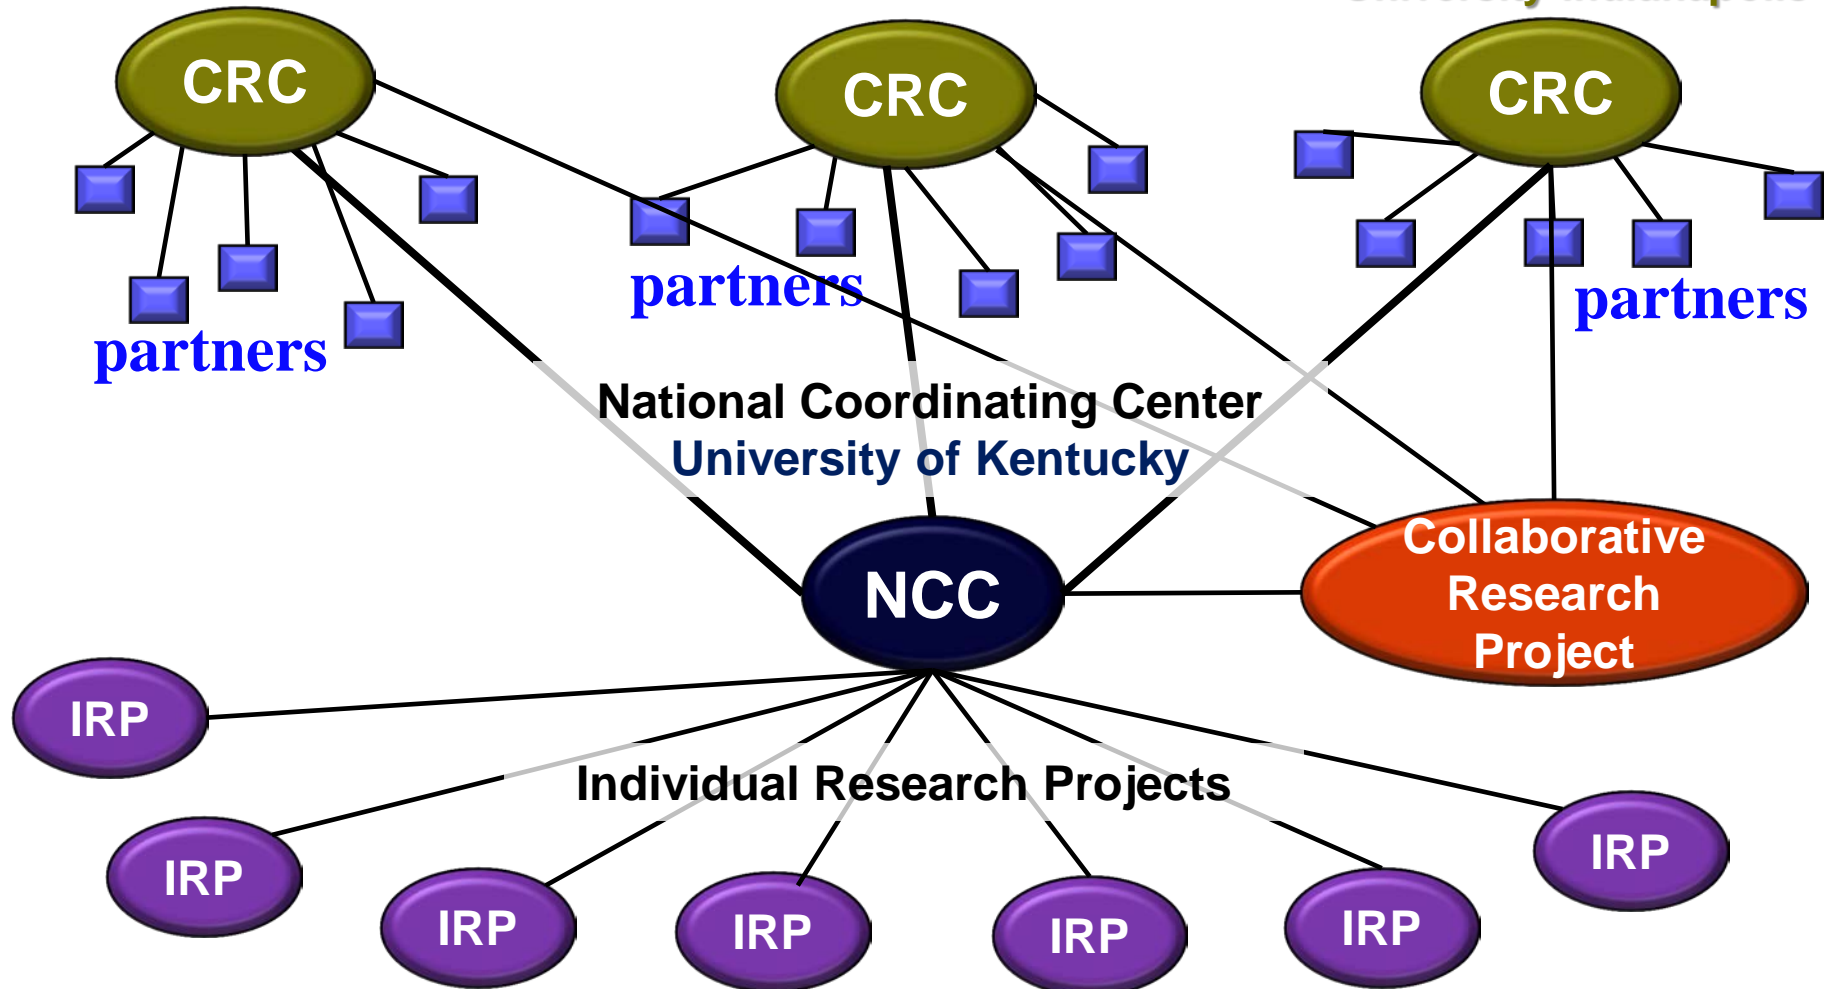 CRC
CRC
CRC
partners
partners
partners
National Coordinating Center
University of Kentucky
NCC
Collaborative
Research
Project
IRP
Individual Research Projects
IRP
IRP
IRP
IRP
IRP
IRP